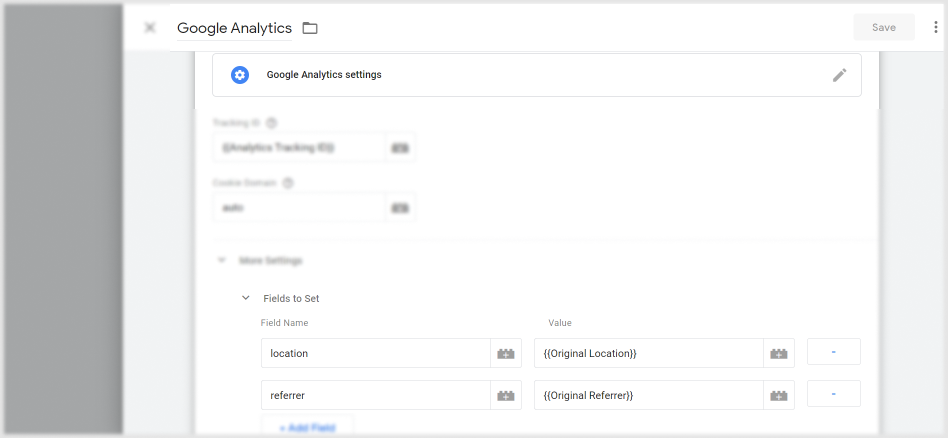 Google Analytics
Save
Google Analytics settings
Tracking ID
{{Analytics Tracking ID}}
Cookie Domain
auto
More Settings
Fields to Set
Field Name Value
location {{Original Location}} -
referrer {{Original Referrer}} -
+ Add Field